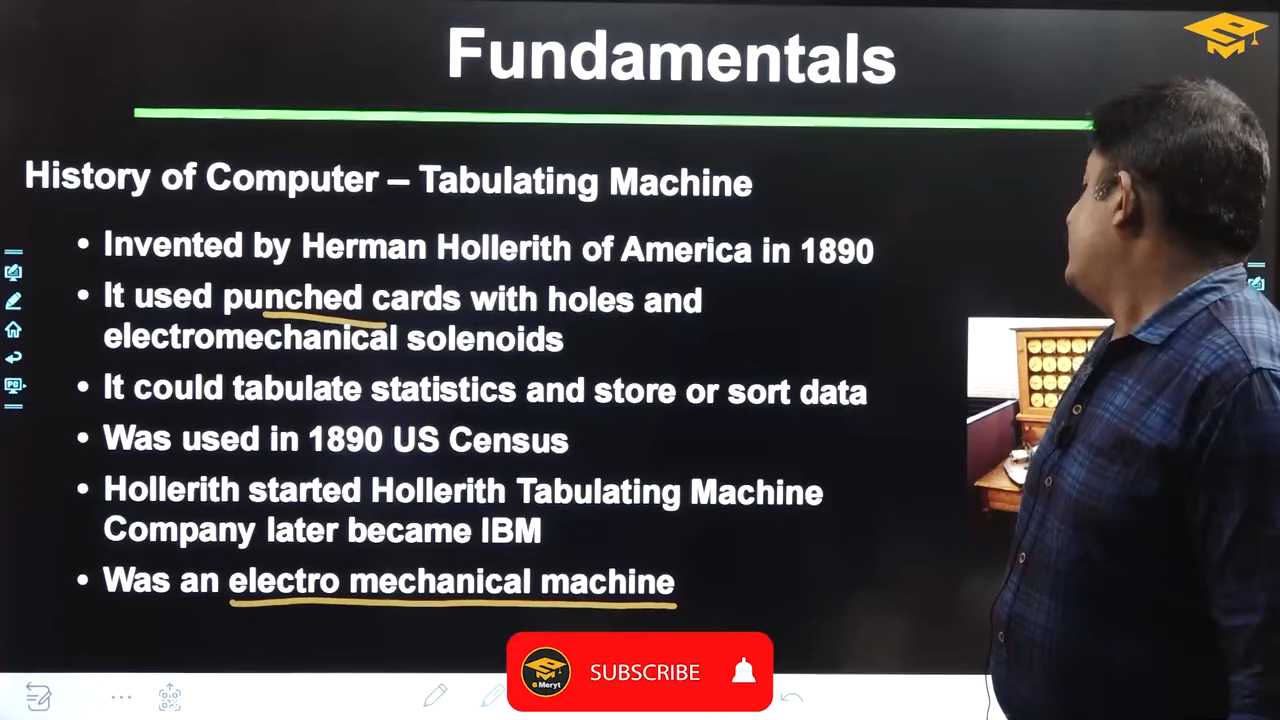 Fundamentals
History of Computer – Tabulating Machine
• Invented by Herman Hollerith of America in 1890
• It used punched cards with holes and
electromechanical solenoids
• It could tabulate statistics and store or sort data
• Was used in 1890 US Census
• Hollerith started Hollerith Tabulating Machine
Company later became IBM
• Was an electro mechanical machine
e Meryt
SUBSCRIBE